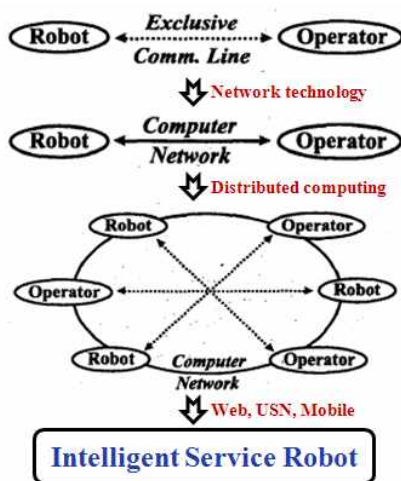 Exclusive
Robot Operator
Comm. Line
Network technology
Computer
Robot Operator
Network
Distributed computing
Robot Operator
Operator Robot
Robot Operator
Computer
Network
Web, USN, Mobile
Intelligent Service Robot